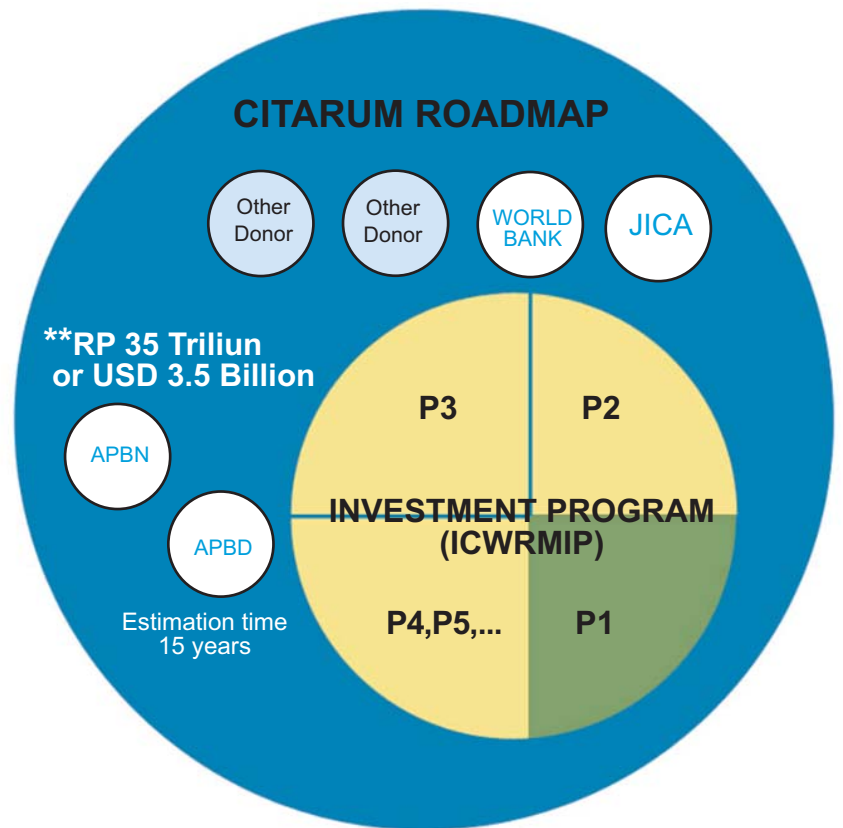 CITARUM ROADMAP
Other
Donor
Other
Donor
WORLD
BANK
JICA
**RP 35 Triliun
or USD 3.5 Billion
APBN
APBD
Estimation time
15 years
P3
P2
INVESTMENT PROGRAM
(ICWRMIP)
P4,P5,...
P1